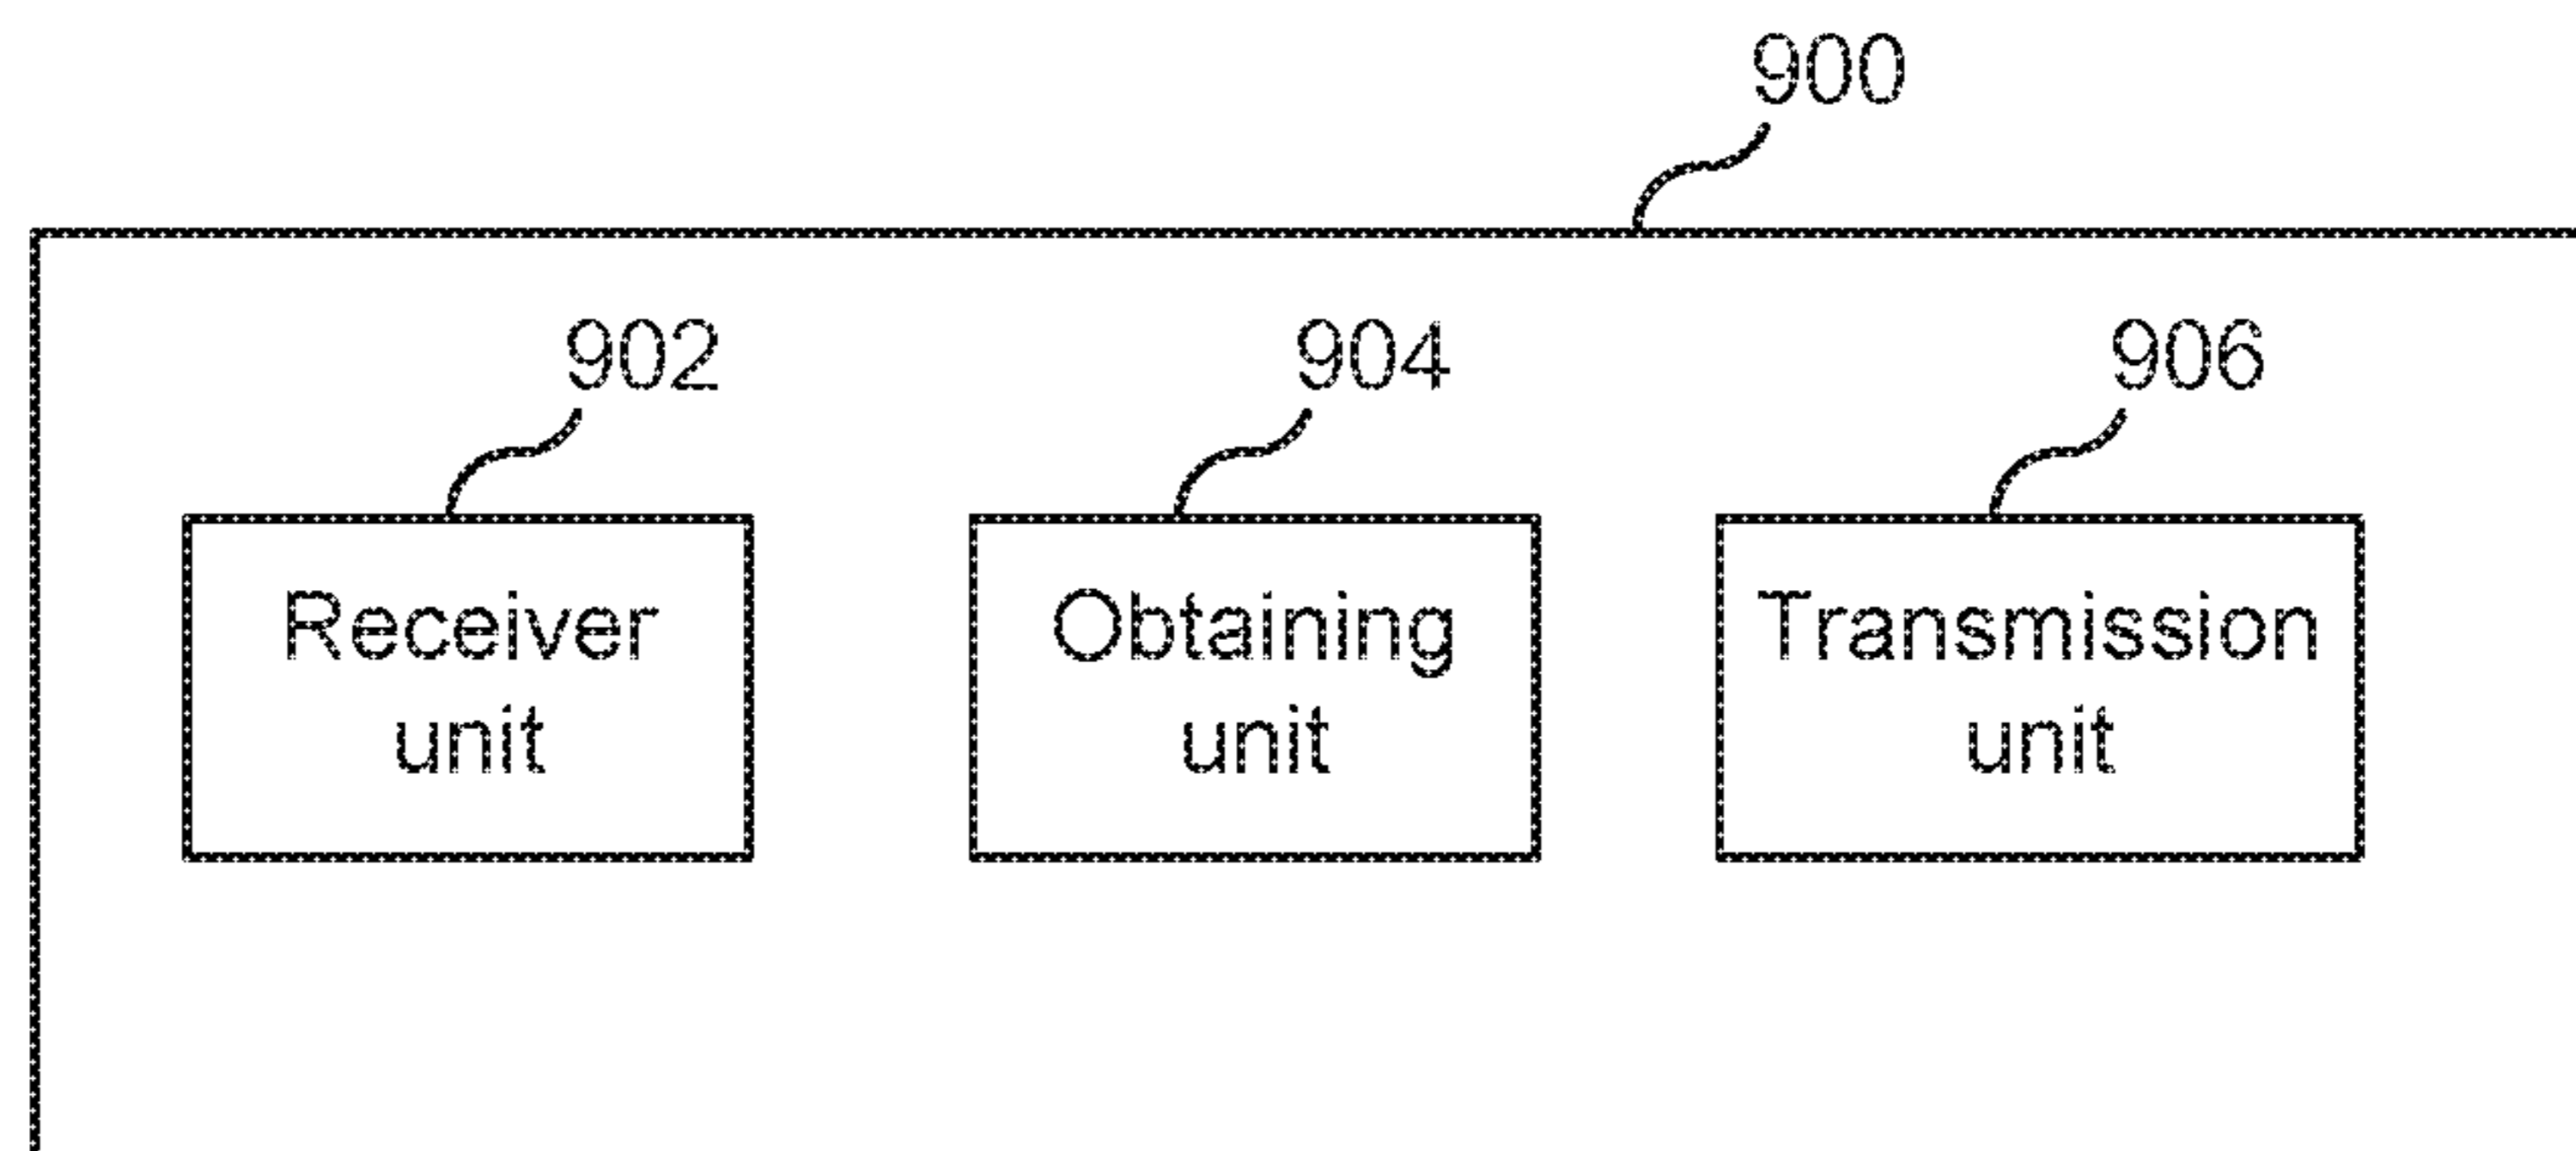 900
902
904
906
Receiver
unit
Obtaining
unit
Transmission
unit